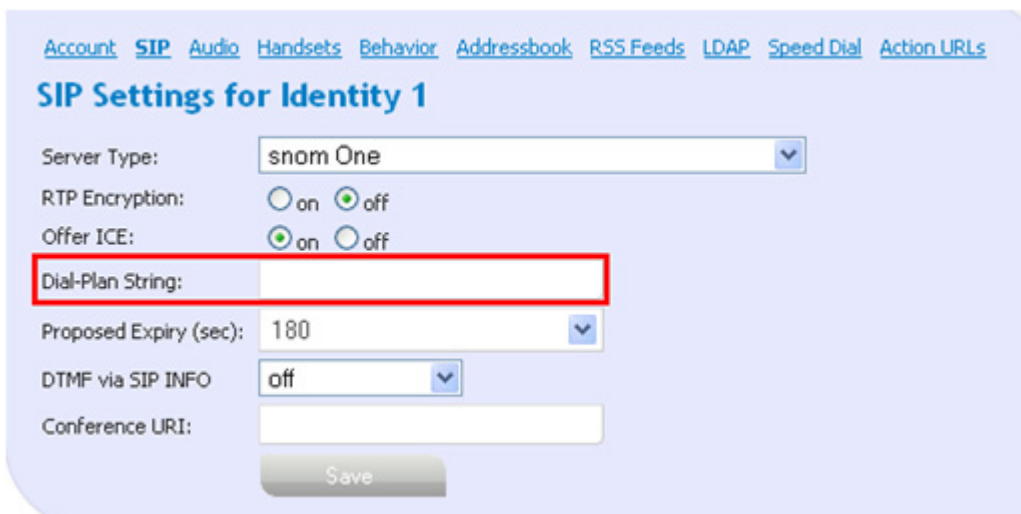 Account SIP Audio Handsets Behavior Addressbook RSS Feeds LDAP Speed Dial Action URLs
SIP Settings for Identity 1
Server Type: snom One
RTP Encryption: on off
Offer ICE: on off
Dial-Plan String:
Proposed Expiry (sec): 180
DTMF via SIP INFO off
Conference URI:
Save